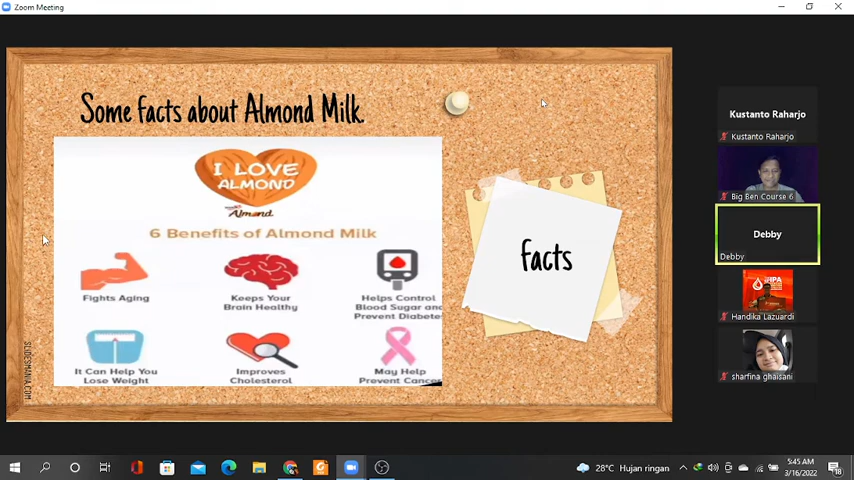 Zoom Meeting
Some facts about Almond Milk.
I LOVE
ALMOND
Almond
6 Benefits of Almond Milk
Fights Aging
Keeps Your
Brain Healthy
Helps Control
Blood Sugar and
Prevent Diabete
It Can Help You
Lose Weight
Improves
Cholesterol
May Help
Prevent Cancer
facts
SLIDESMANIA.COM
Kustanto Raharjo
Kustanto Raharjo
Big Ben Course 6
Debby
Debby
Handika Lazuardi
sharfina ghaisani
28°C Hujan ringan
5:45 AM
3/16/2022
18